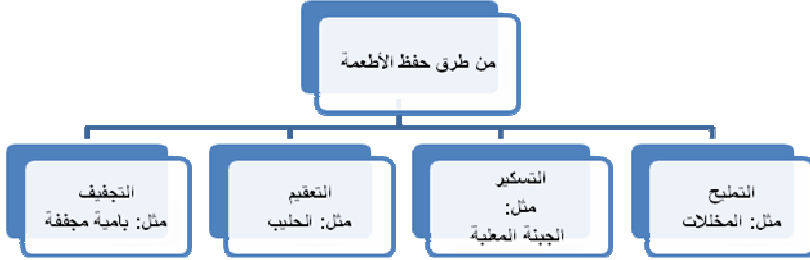 من طرق حفظ الأطعمة
التمليح
مثل: المخللات
التسكير
مثل:
الجبنة المعلبة
التعقيم
مثل: الحليب
التجفيف
مثل: بامية مجففة